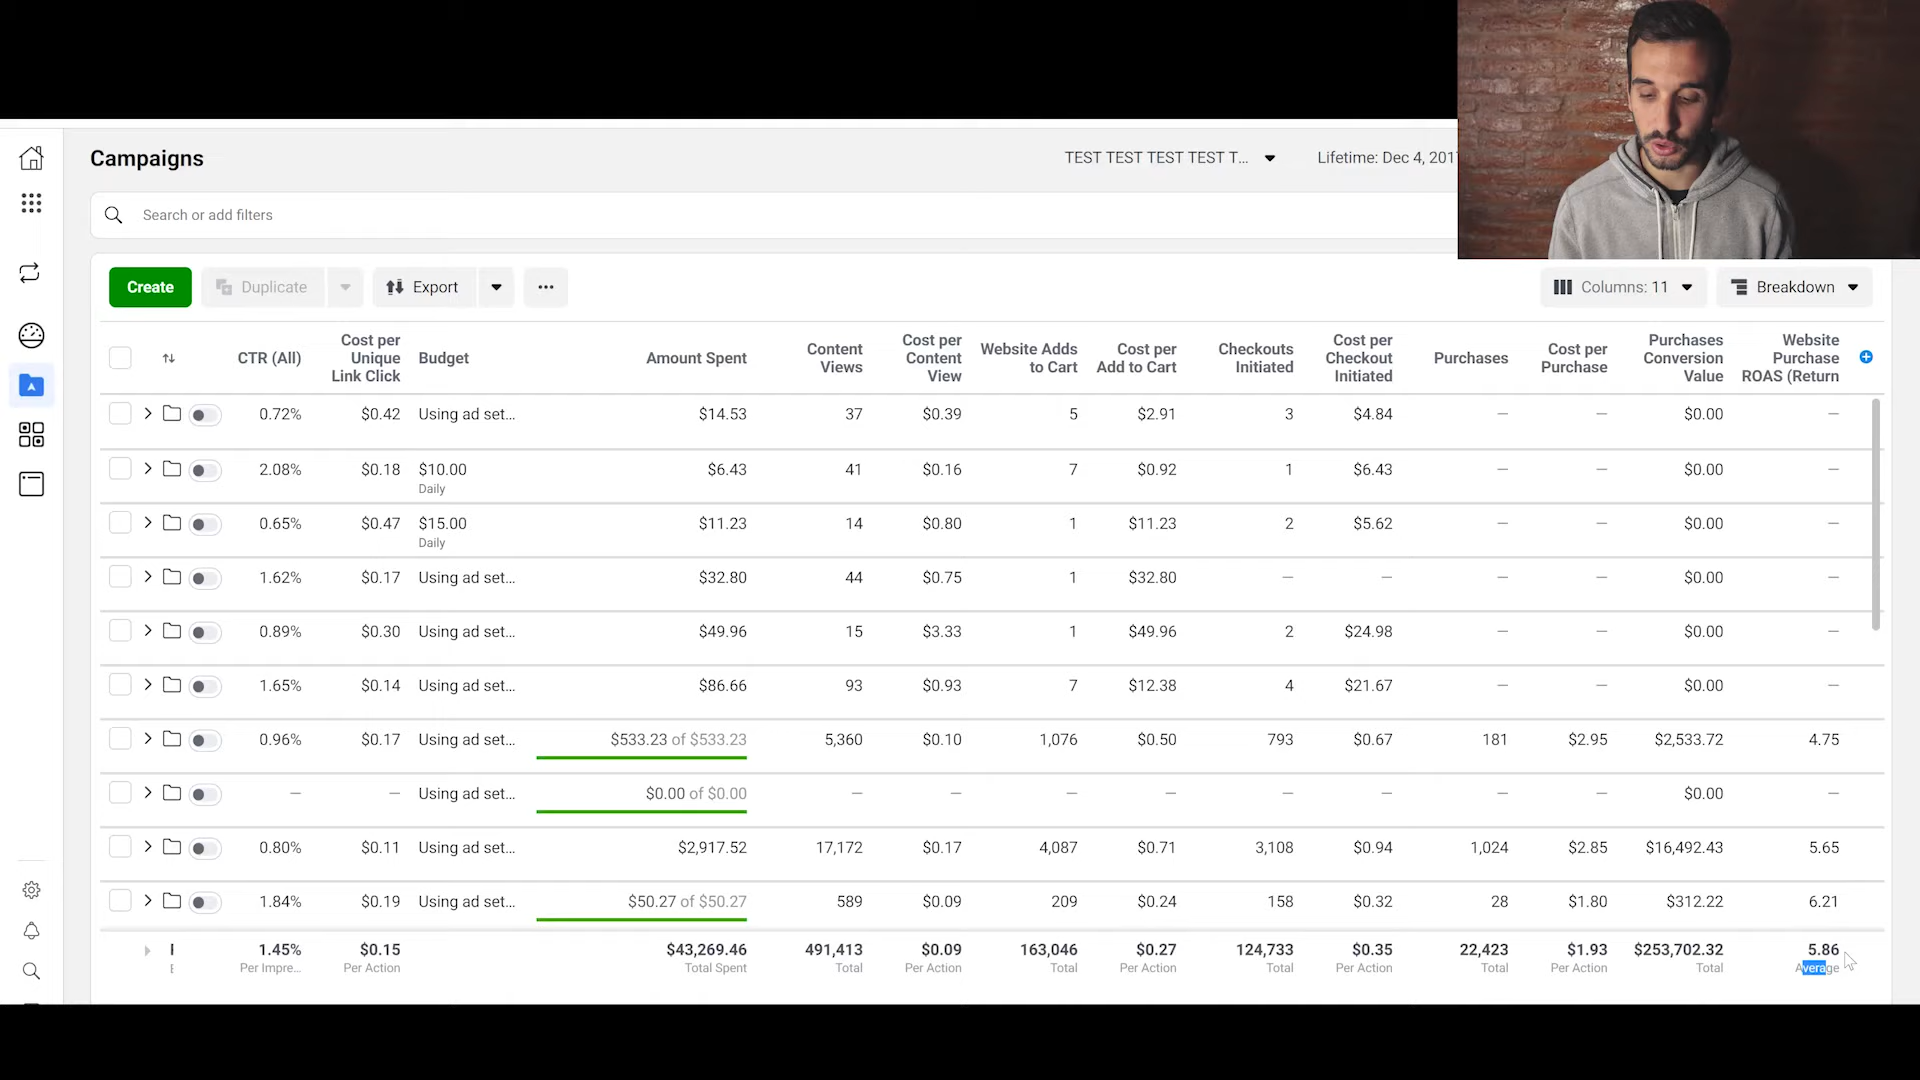 Campaigns
TEST TEST TEST TEST T...
Lifetime: Dec 4, 201
Search or add filters
Create
Duplicate
Export
...
Columns: 11
Breakdown
CTR (All)
Cost per Unique Link Click
Budget
Amount Spent
Content Views
Cost per Content View
Website Adds to Cart
Cost per Add to Cart
Checkouts Initiated
Cost per Checkout Initiated
Purchases
Cost per Purchase
Purchases Conversion Value
Website Purchase ROAS (Return
0.72% $0.42 Using ad set... $14.53 37 $0.39 5 $2.91 3 $4.84 — — $0.00 —
2.08% $0.18 $10.00 $6.43 41 $0.16 7 $0.92 1 $6.43 — — $0.00 —
Daily
0.65% $0.47 $15.00 $11.23 14 $0.80 1 $11.23 2 $5.62 — — $0.00 —
Daily
1.62% $0.17 Using ad set... $32.80 44 $0.75 1 $32.80 — — — — $0.00 —
0.89% $0.30 Using ad set... $49.96 15 $3.33 1 $49.96 2 $24.98 — — $0.00 —
1.65% $0.14 Using ad set... $86.66 93 $0.93 7 $12.38 4 $21.67 — — $0.00 —
0.96% $0.17 Using ad set... $533.23 of $533.23 5,360 $0.10 1,076 $0.50 793 $0.67 181 $2.95 $2,533.72 4.75
— — Using ad set... $0.00 of $0.00 — — — — — — — — $0.00 —
0.80% $0.11 Using ad set... $2,917.52 17,172 $0.17 4,087 $0.71 3,108 $0.94 1,024 $2.85 $16,492.43 5.65
1.84% $0.19 Using ad set... $50.27 of $50.27 589 $0.09 209 $0.24 158 $0.32 28 $1.80 $312.22 6.21
1.45% $0.15 $43,269.46 491,413 $0.09 163,046 $0.27 124,733 $0.35 22,423 $1.93 $253,702.32 5.86
Per Impre... Per Action Total Spent Total Per Action Total Per Action Total Per Action Total Per Action Total Average